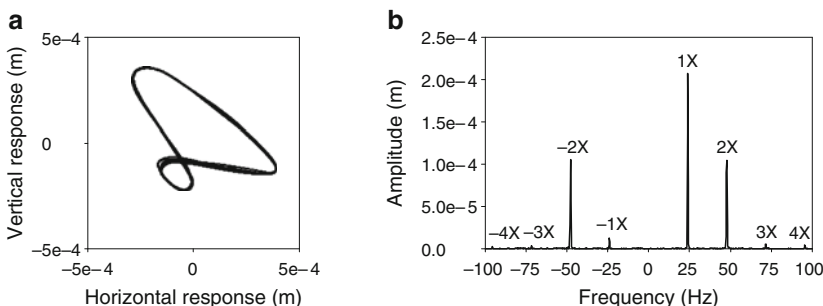 a
5e−4
0
−5e−4
Vertical response (m)
−5e−4 0 5e−4
Horizontal response (m)
b
2.5e−4
2.0e−4
1.5e−4
1.0e−4
5.0e−4
0.0
Amplitude (m)
−4X −3X −2X −1X 1X 2X 3X 4X
−100 −75 −50 −25 0 25 50 75 100
Frequency (Hz)